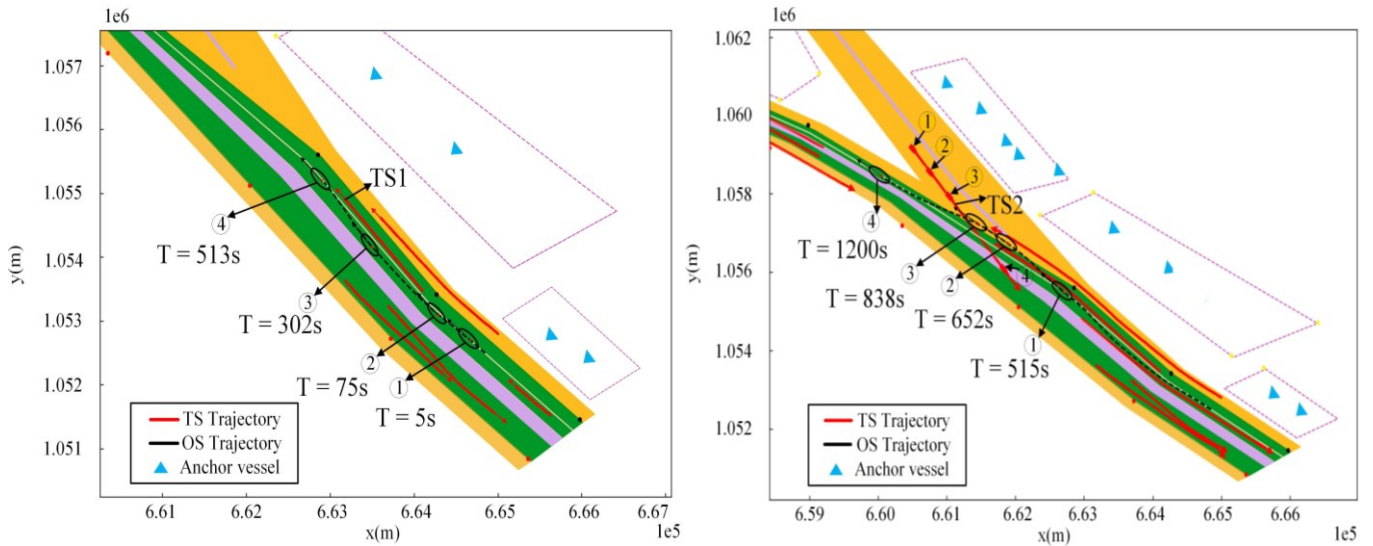 1e6
1.057
1.056
1.055
1.054
1.053
1.052
1.051
y(m)
TS1
4
T = 513s
3
T = 302s
2
T = 75s
1
T = 5s
TS Trajectory
OS Trajectory
Anchor vessel
6.61 6.62 6.63 6.64 6.65 6.66 6.67
x(m)
1e5
1e6
1.062
1.060
1.058
1.056
1.054
1.052
y(m)
1
2
3
TS2
4
4
T = 1200s
3
T = 838s
2
T = 652s
1
T = 515s
TS Trajectory
OS Trajectory
Anchor vessel
6.59 6.60 6.61 6.62 6.63 6.64 6.65 6.66
x(m)
1e5